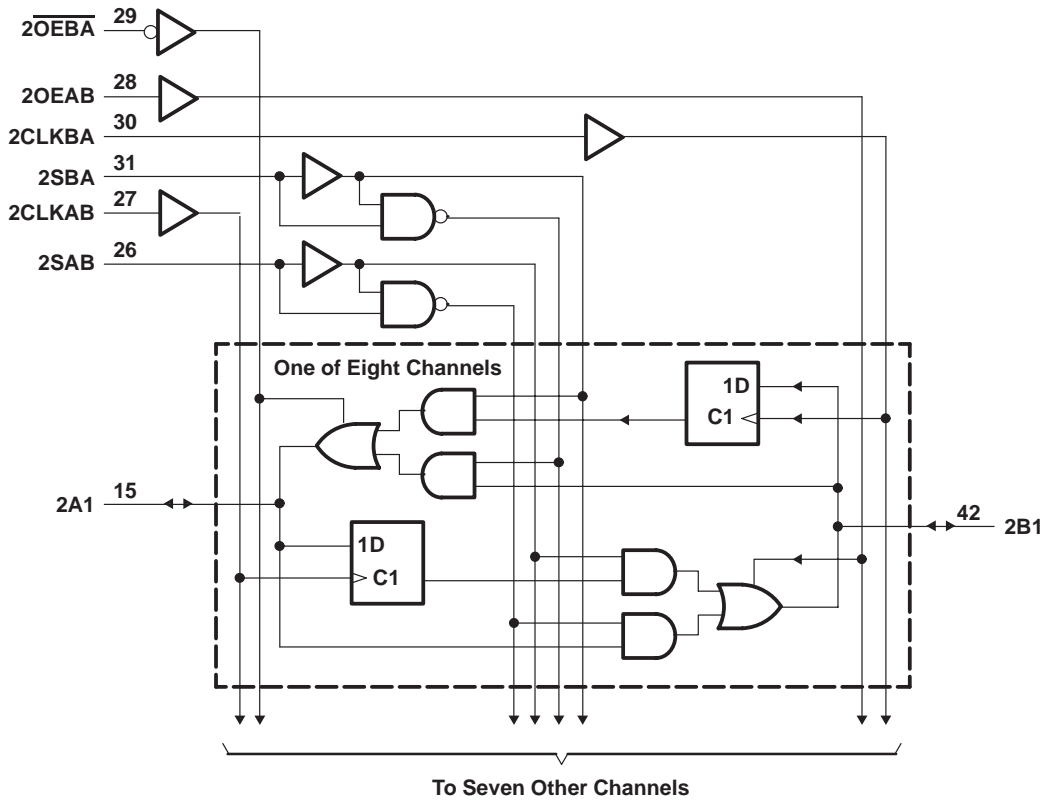 2O̅E̅B̅A̅ 29
2OEAB 28
2CLKBA 30
2SBA 31
2CLKAB 27
2SAB 26
One of Eight Channels
1D
C1
2A1 15
42 2B1
1D
C1
To Seven Other Channels